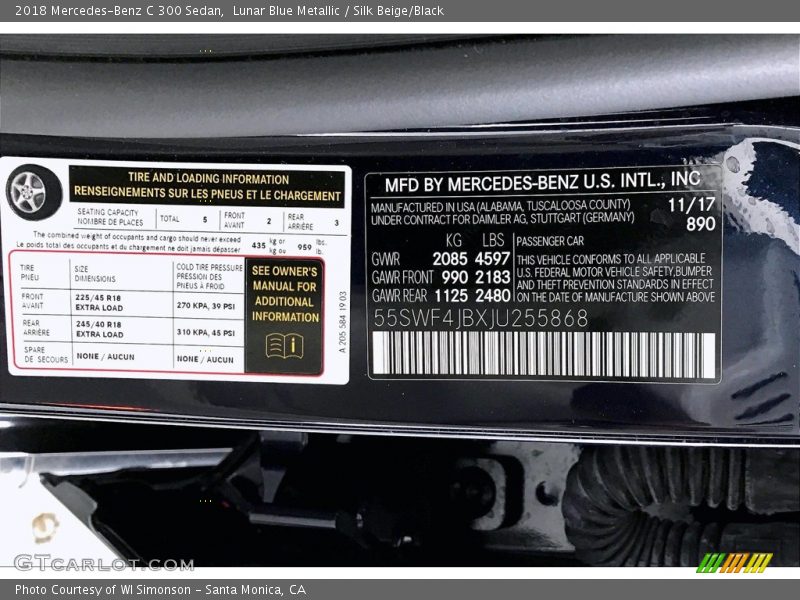 2018 Mercedes-Benz C 300 Sedan,  Lunar Blue Metallic / Silk Beige/Black
TIRE AND LOADING INFORMATION
RENSEIGNEMENTS SUR LES PNEUS ET LE CHARGEMENT
SEATING CAPACITY
NOMBRE DE PLACES
TOTAL 5
FRONT
AVANT
2
REAR
ARRIÈRE
3
The combined weight of occupants and cargo should never exceed
Le poids total des occupants et du chargement ne doit jamais dépasser
435 kg or
kg ou
959 lbs.
lb.
TIRE
PNEU
SIZE
DIMENSIONS
COLD TIRE PRESSURE
PRESSION DES
PNEUS À FROID
FRONT
AVANT
225/45 R18
EXTRA LOAD
270 KPA, 39 PSI
REAR
ARRIÈRE
245/40 R18
EXTRA LOAD
310 KPA, 45 PSI
SPARE
DE SECOURS
NONE / AUCUN
NONE / AUCUN
SEE OWNER'S
MANUAL FOR
ADDITIONAL
INFORMATION
A 205 584 19 03
MFD BY MERCEDES-BENZ U.S. INTL., INC
MANUFACTURED IN USA (ALABAMA, TUSCALOOSA COUNTY)
UNDER CONTRACT FOR DAIMLER AG, STUTTGART (GERMANY)
11/17
890
KG LBS
GWR 2085 4597
GAWR FRONT 990 2183
GAWR REAR 1125 2480
PASSENGER CAR
THIS VEHICLE CONFORMS TO ALL APPLICABLE
U.S. FEDERAL MOTOR VEHICLE SAFETY,BUMPER
AND THEFT PREVENTION STANDARDS IN EFFECT
ON THE DATE OF MANUFACTURE SHOWN ABOVE
55SWF4JBXJU255868
GTCARLOT.COM
Photo Courtesy of WI Simonson - Santa Monica, CA